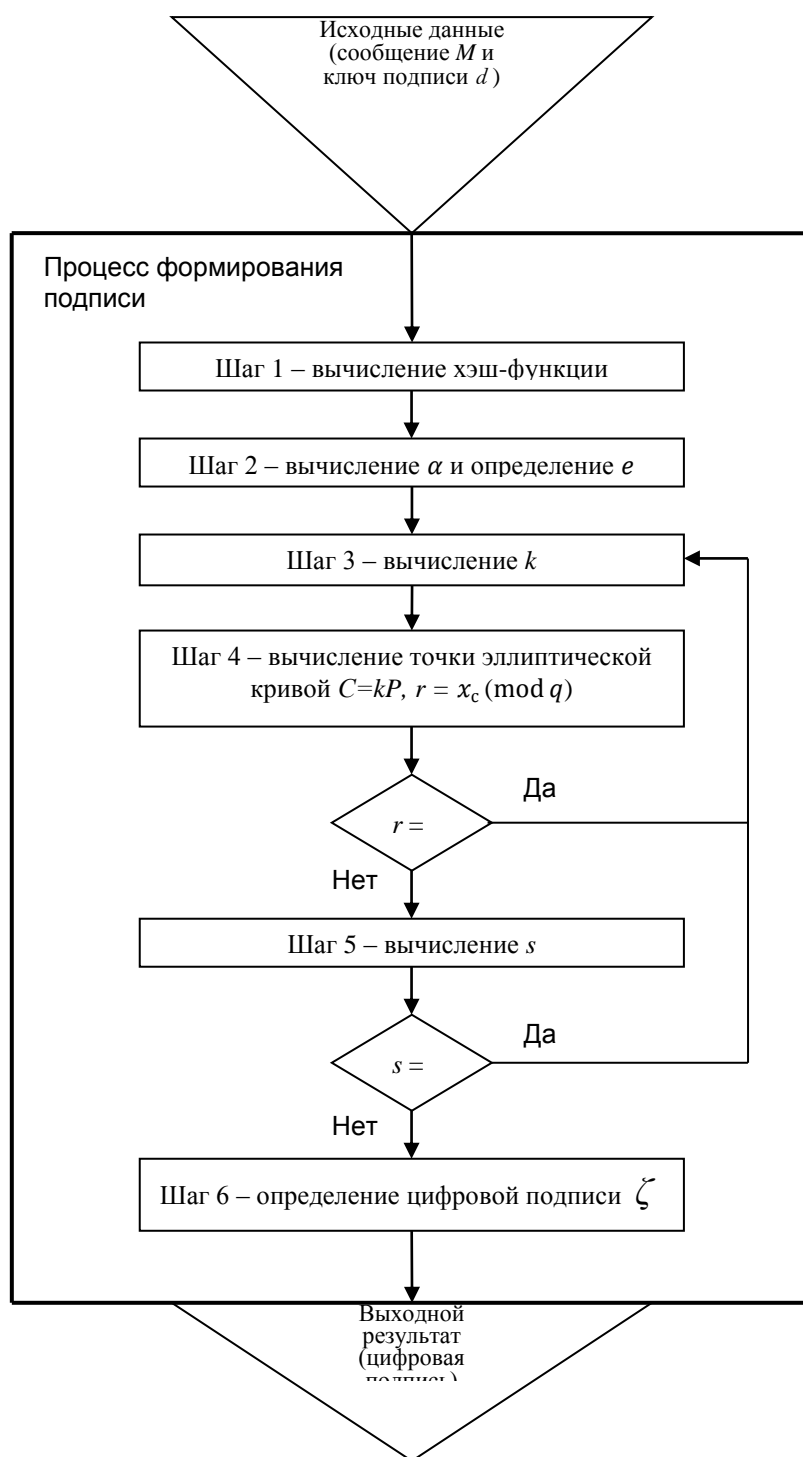 Исходные данные
(сообщение M и
ключ подписи d )
Процесс формирования
подписи
Шаг 1 – вычисление хэш-функции
Шаг 2 – вычисление α и определение e
Шаг 3 – вычисление k
Шаг 4 – вычисление точки эллиптической
кривой C=kP, r = x_c (mod q)
Да
r =
Нет
Шаг 5 – вычисление s
Да
s =
Нет
Шаг 6 – определение цифровой подписи ζ
Выходной
результат
(цифровая
подпись)